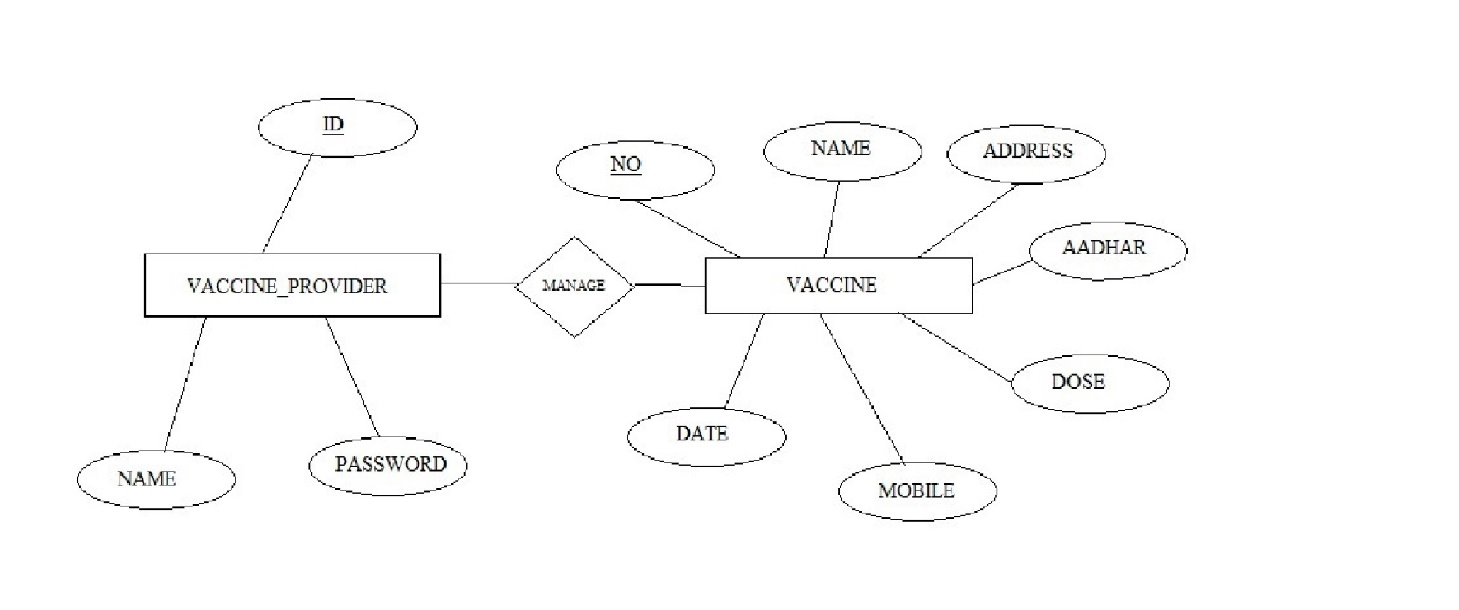 ID
NO
NAME
ADDRESS
AADHAR
VACCINE_PROVIDER
MANAGE
VACCINE
DOSE
DATE
NAME
PASSWORD
MOBILE